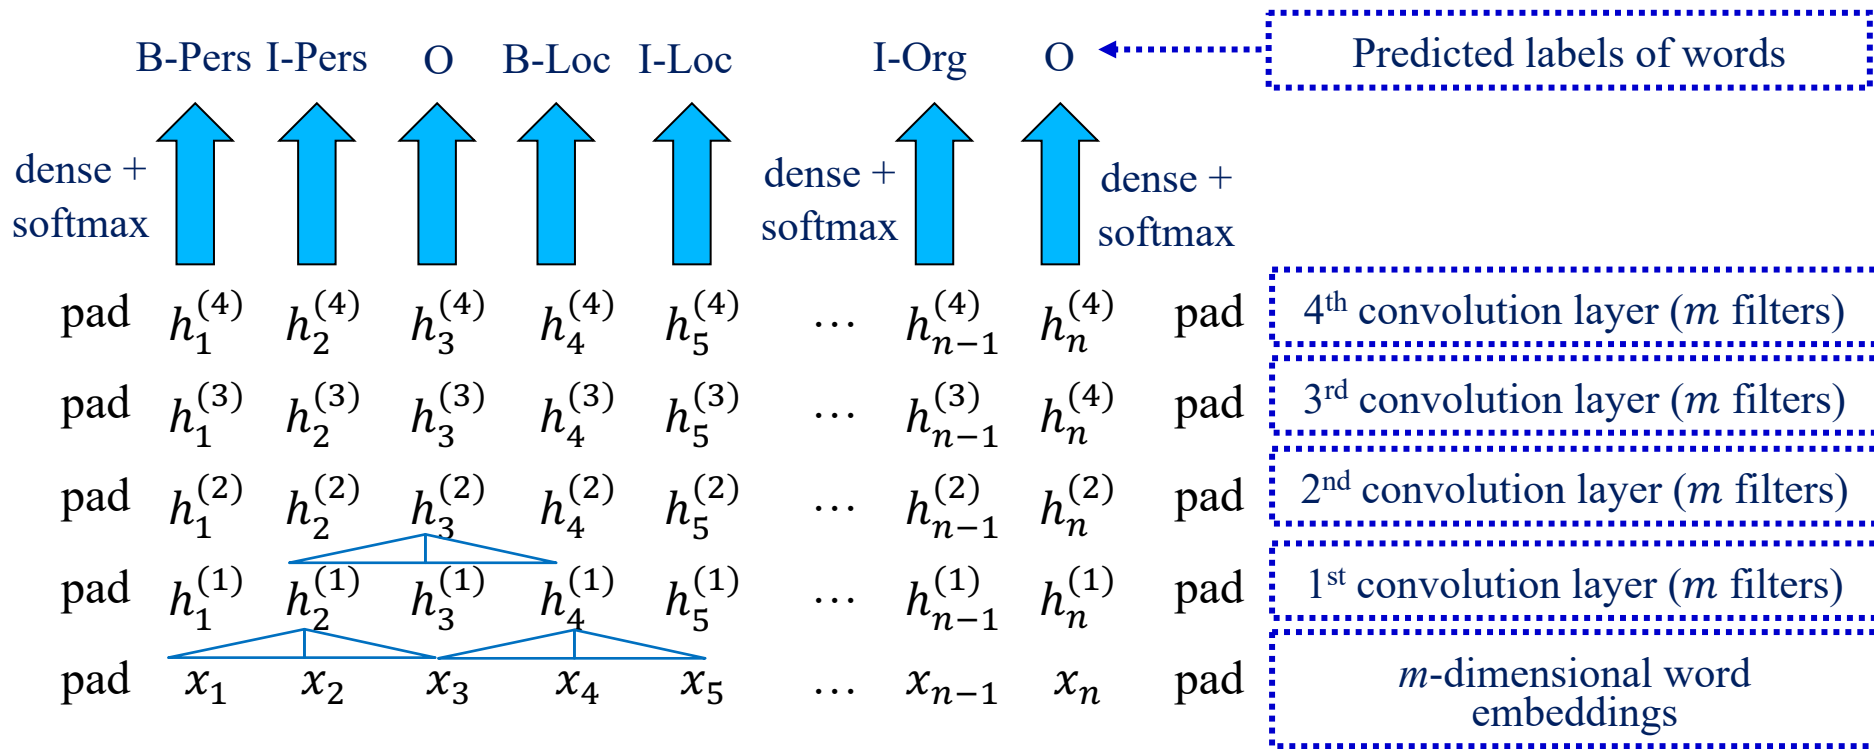 B-Pers I-Pers O B-Loc I-Loc I-Org O Predicted labels of words
dense +
softmax
dense +
softmax
dense +
softmax
pad h_1^{(4)} h_2^{(4)} h_3^{(4)} h_4^{(4)} h_5^{(4)} … h_{n−1}^{(4)} h_n^{(4)} pad 4th convolution layer (m filters)
pad h_1^{(3)} h_2^{(3)} h_3^{(3)} h_4^{(3)} h_5^{(3)} … h_{n−1}^{(3)} h_n^{(4)} pad 3rd convolution layer (m filters)
pad h_1^{(2)} h_2^{(2)} h_3^{(2)} h_4^{(2)} h_5^{(2)} … h_{n−1}^{(2)} h_n^{(2)} pad 2nd convolution layer (m filters)
pad h_1^{(1)} h_2^{(1)} h_3^{(1)} h_4^{(1)} h_5^{(1)} … h_{n−1}^{(1)} h_n^{(1)} pad 1st convolution layer (m filters)
pad x_1 x_2 x_3 x_4 x_5 … x_{n−1} x_n pad m-dimensional word
embeddings